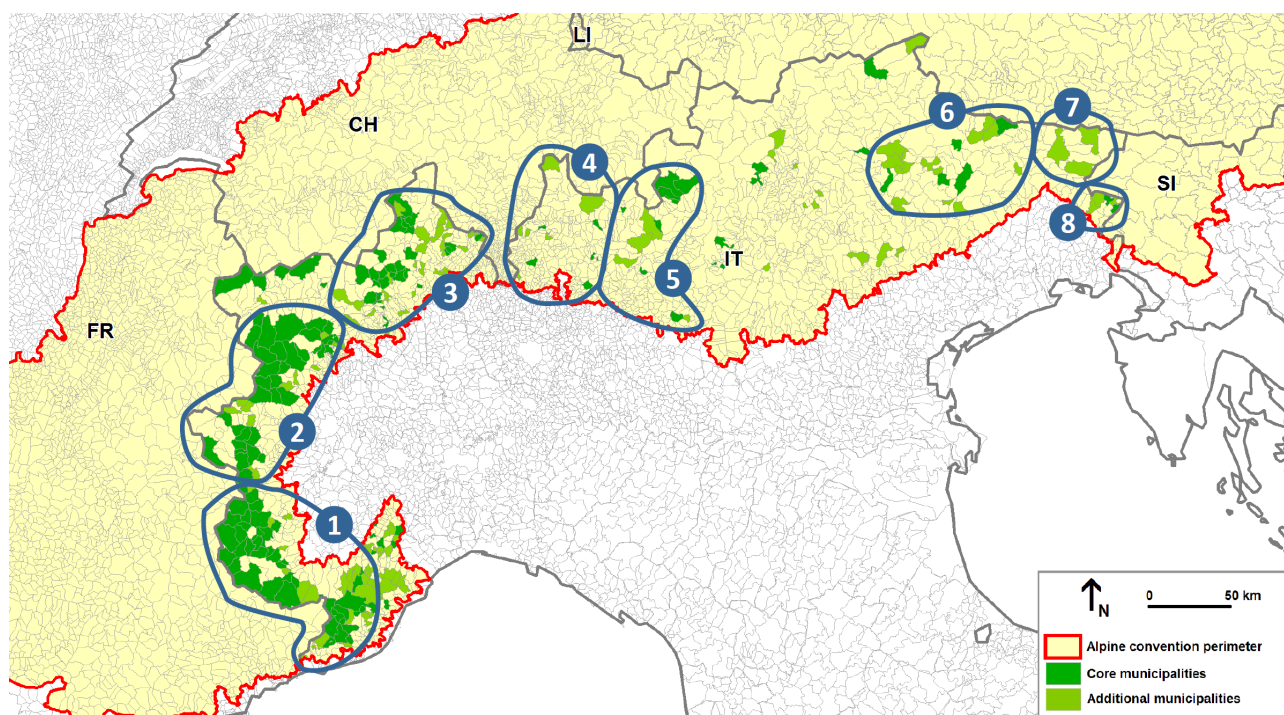 LI
CH
6
7
4
SI
8
IT
5
3
FR
2
1
N
0 50 km
Alpine convention perimeter
Core municipalities
Additional municipalities